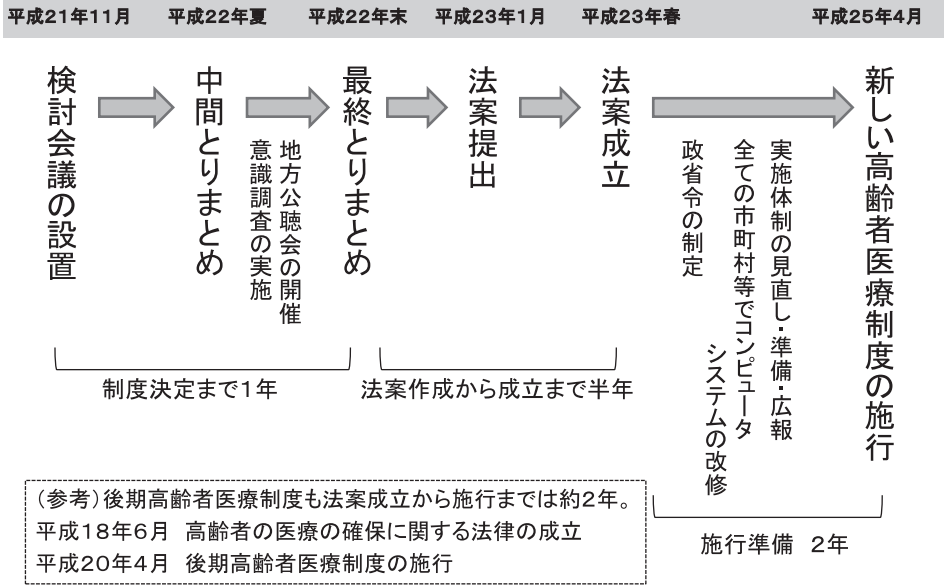 平成21年11月 平成22年夏 平成22年末 平成23年1月 平成23年春 平成25年4月
検討会議の設置
中間とりまとめ
地方公聴会の開催
意識調査の実施
最終とりまとめ
法案提出
法案成立
政省令の制定
全ての市町村等でコンピュータ
システムの改修
実施体制の見直し・準備・広報
新しい高齢者医療制度の施行
制度決定まで1年
法案作成から成立まで半年
施行準備 2年
(参考)後期高齢者医療制度も法案成立から施行までは約2年。
平成18年6月 高齢者の医療の確保に関する法律の成立
平成20年4月 後期高齢者医療制度の施行